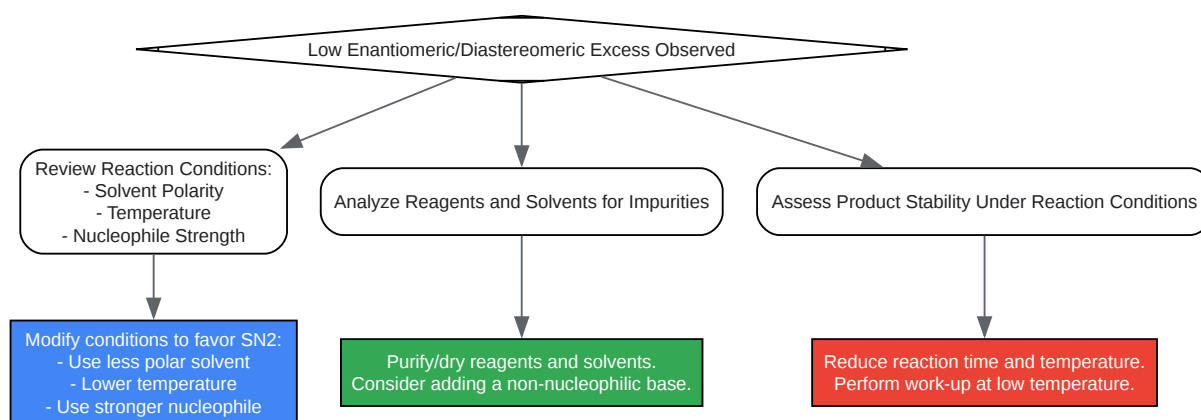 Low Enantiomeric/Diastereomeric Excess Observed
Review Reaction Conditions:
- Solvent Polarity
- Temperature
- Nucleophile Strength
Analyze Reagents and Solvents for Impurities
Assess Product Stability Under Reaction Conditions
Modify conditions to favor SN2:
- Use less polar solvent
- Lower temperature
- Use stronger nucleophile
Purify/dry reagents and solvents.
Consider adding a non-nucleophilic base.
Reduce reaction time and temperature.
Perform work-up at low temperature.